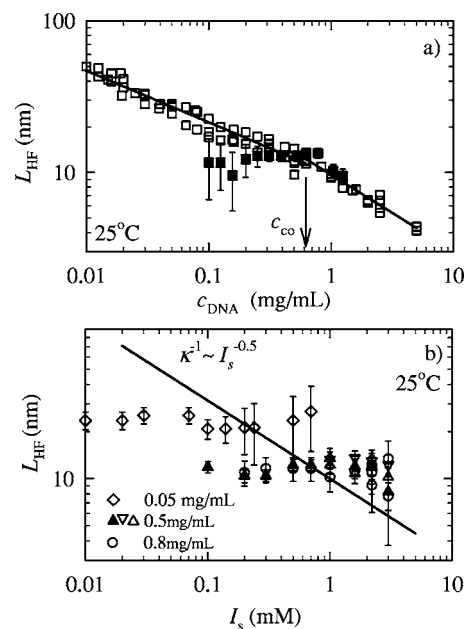 a)
100
10
L_HF (nm)
25°C
c_co
0.01 0.1 1 10
c_DNA (mg/mL)
b)
κ⁻¹ ~ I_s^-0.5
25°C
L_HF (nm)
10
0.05 mg/mL
0.5mg/mL
0.8mg/mL
0.01 0.1 1 10
I_s (mM)